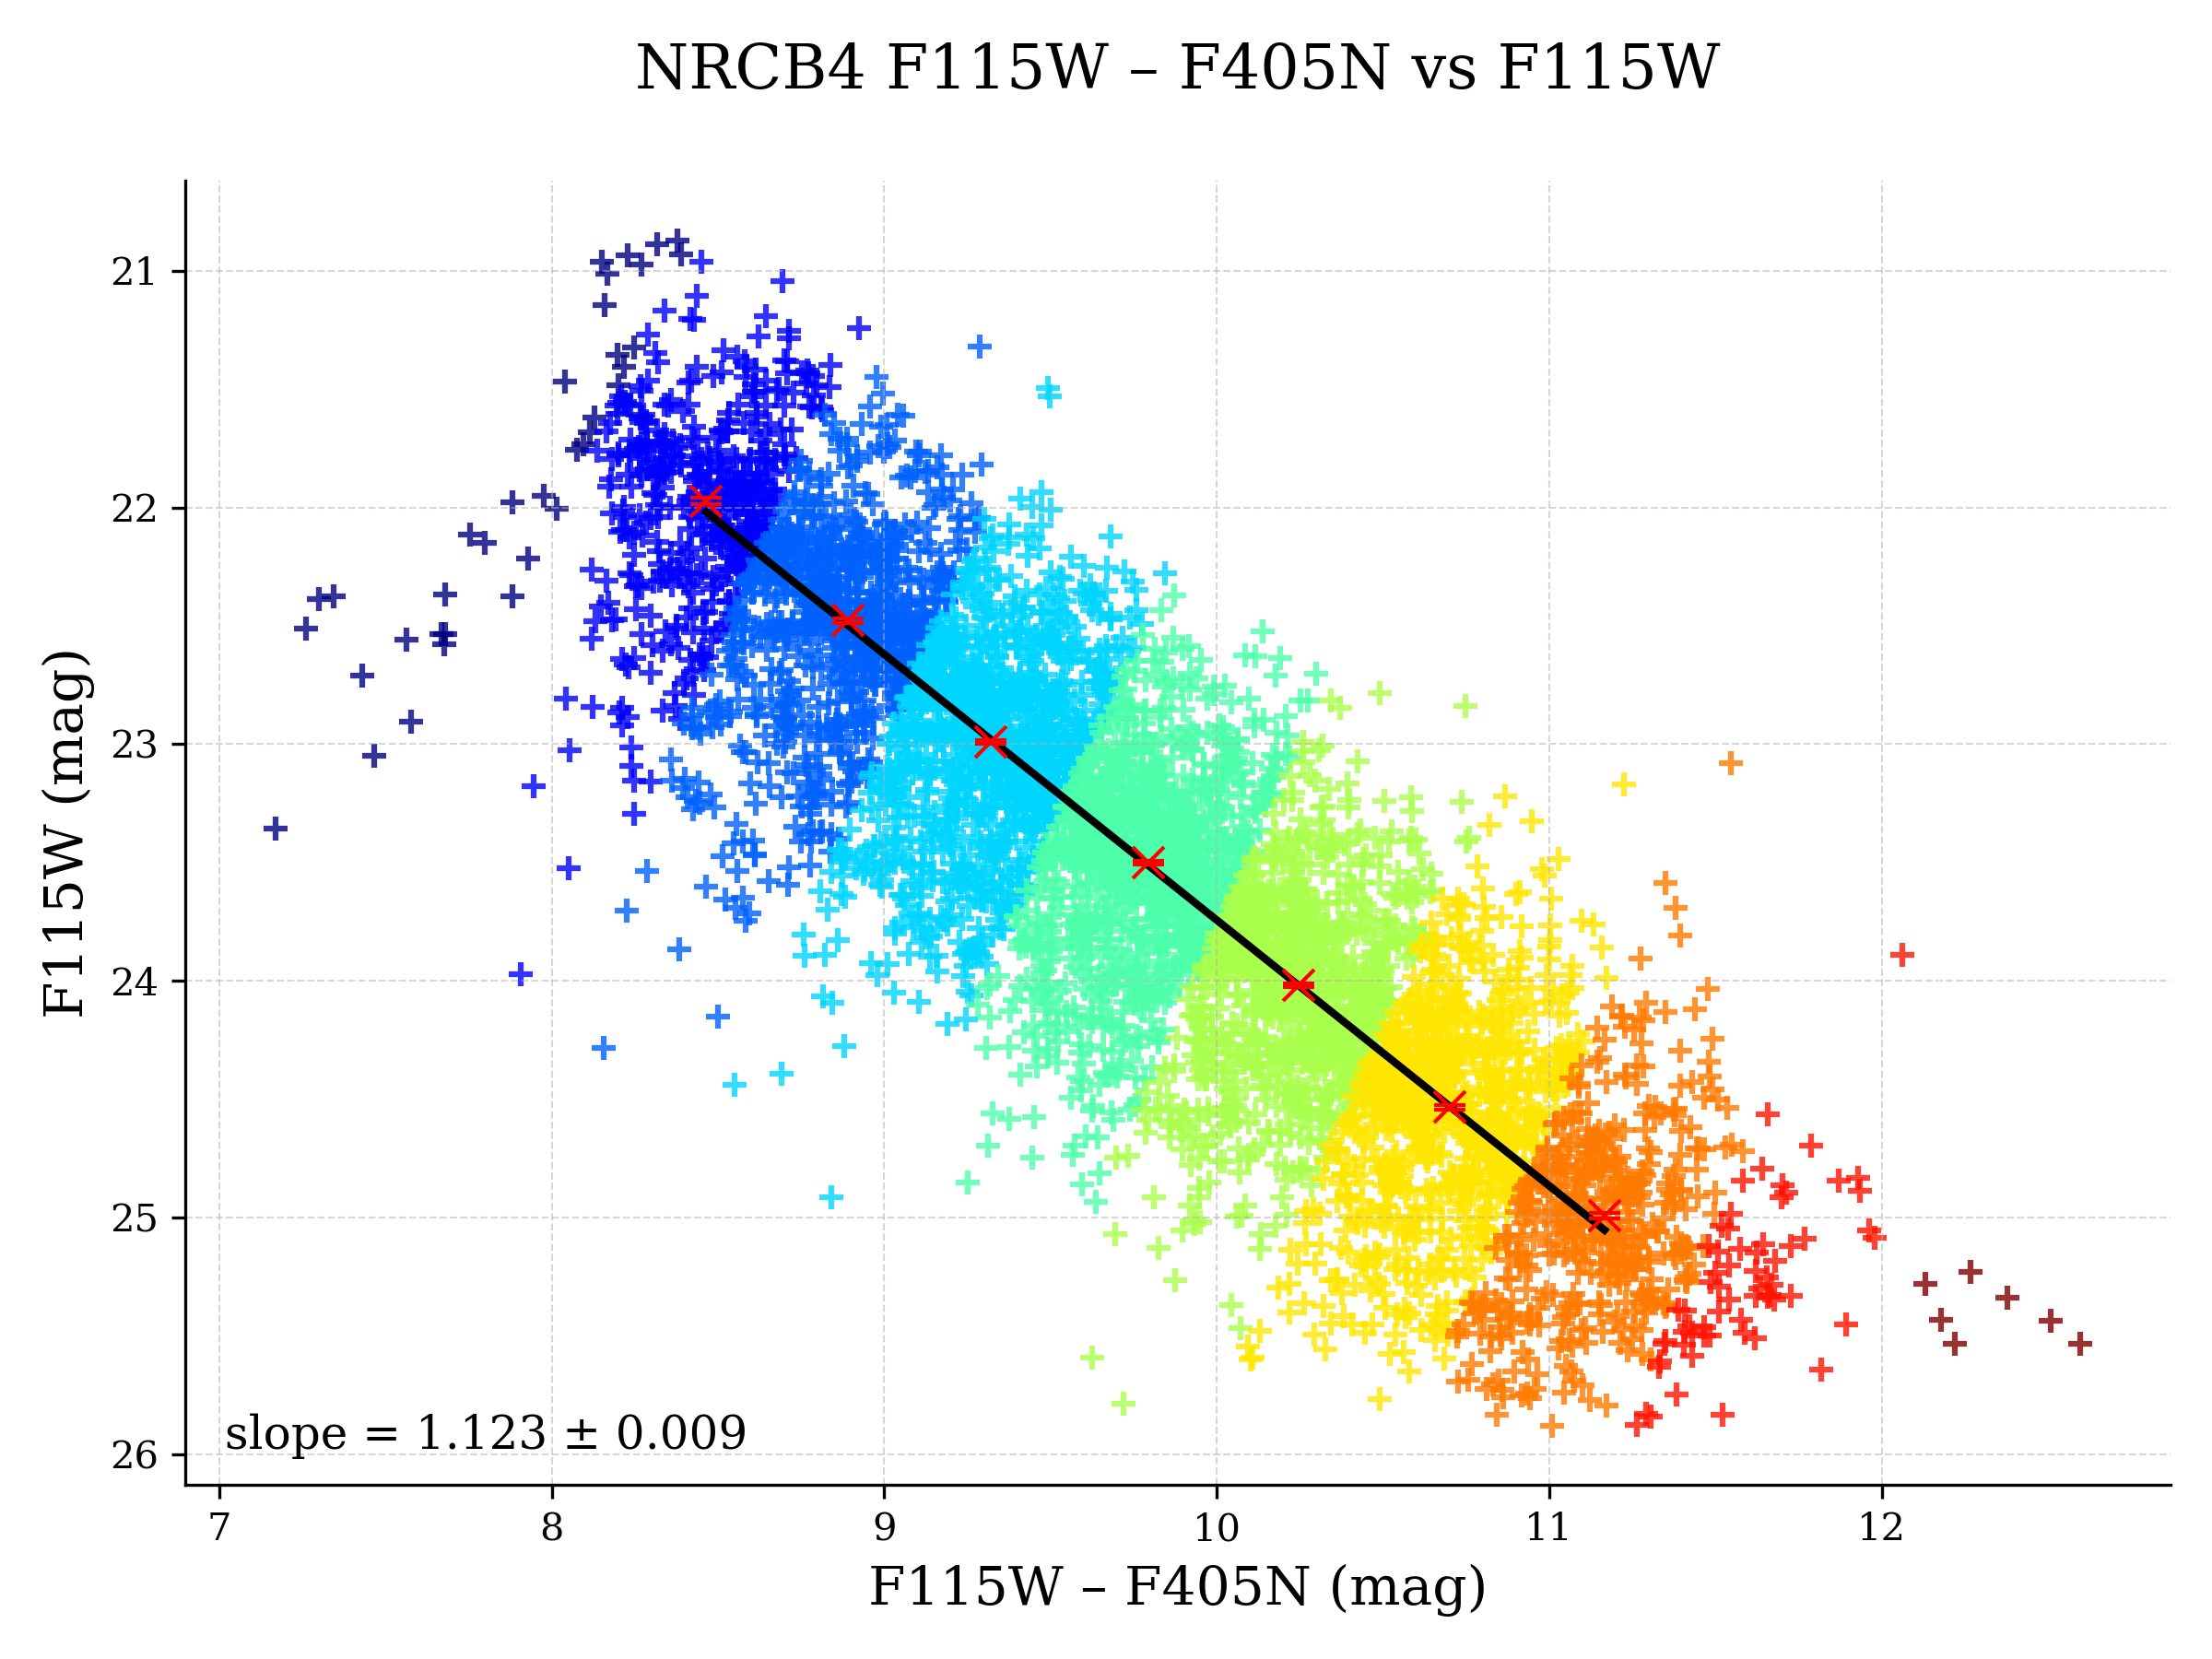 NRCB4 F115W – F405N vs F115W
21
22
23
24
25
26
F115W (mag)
slope = 1.123 ± 0.009
7 8 9 10 11 12
F115W – F405N (mag)